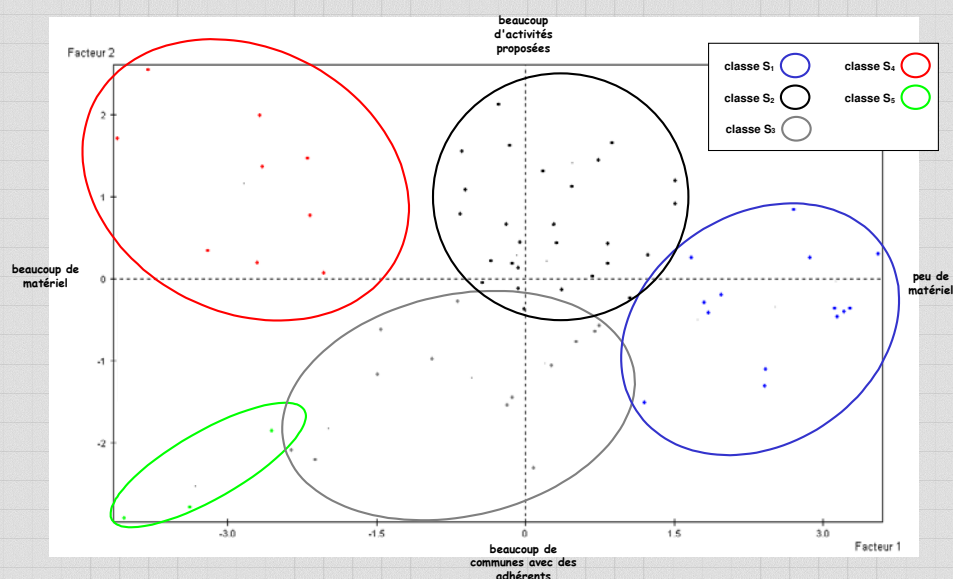 beaucoup
d'activités
proposées
Facteur 2
classe S1
classe S4
classe S2
classe S5
classe S3
2
1
beaucoup de
matériel
0
peu de
matériel
-1
-2
-3.0
-1.5
0
1.5
3.0
Facteur 1
beaucoup de
communes avec des
adhérents